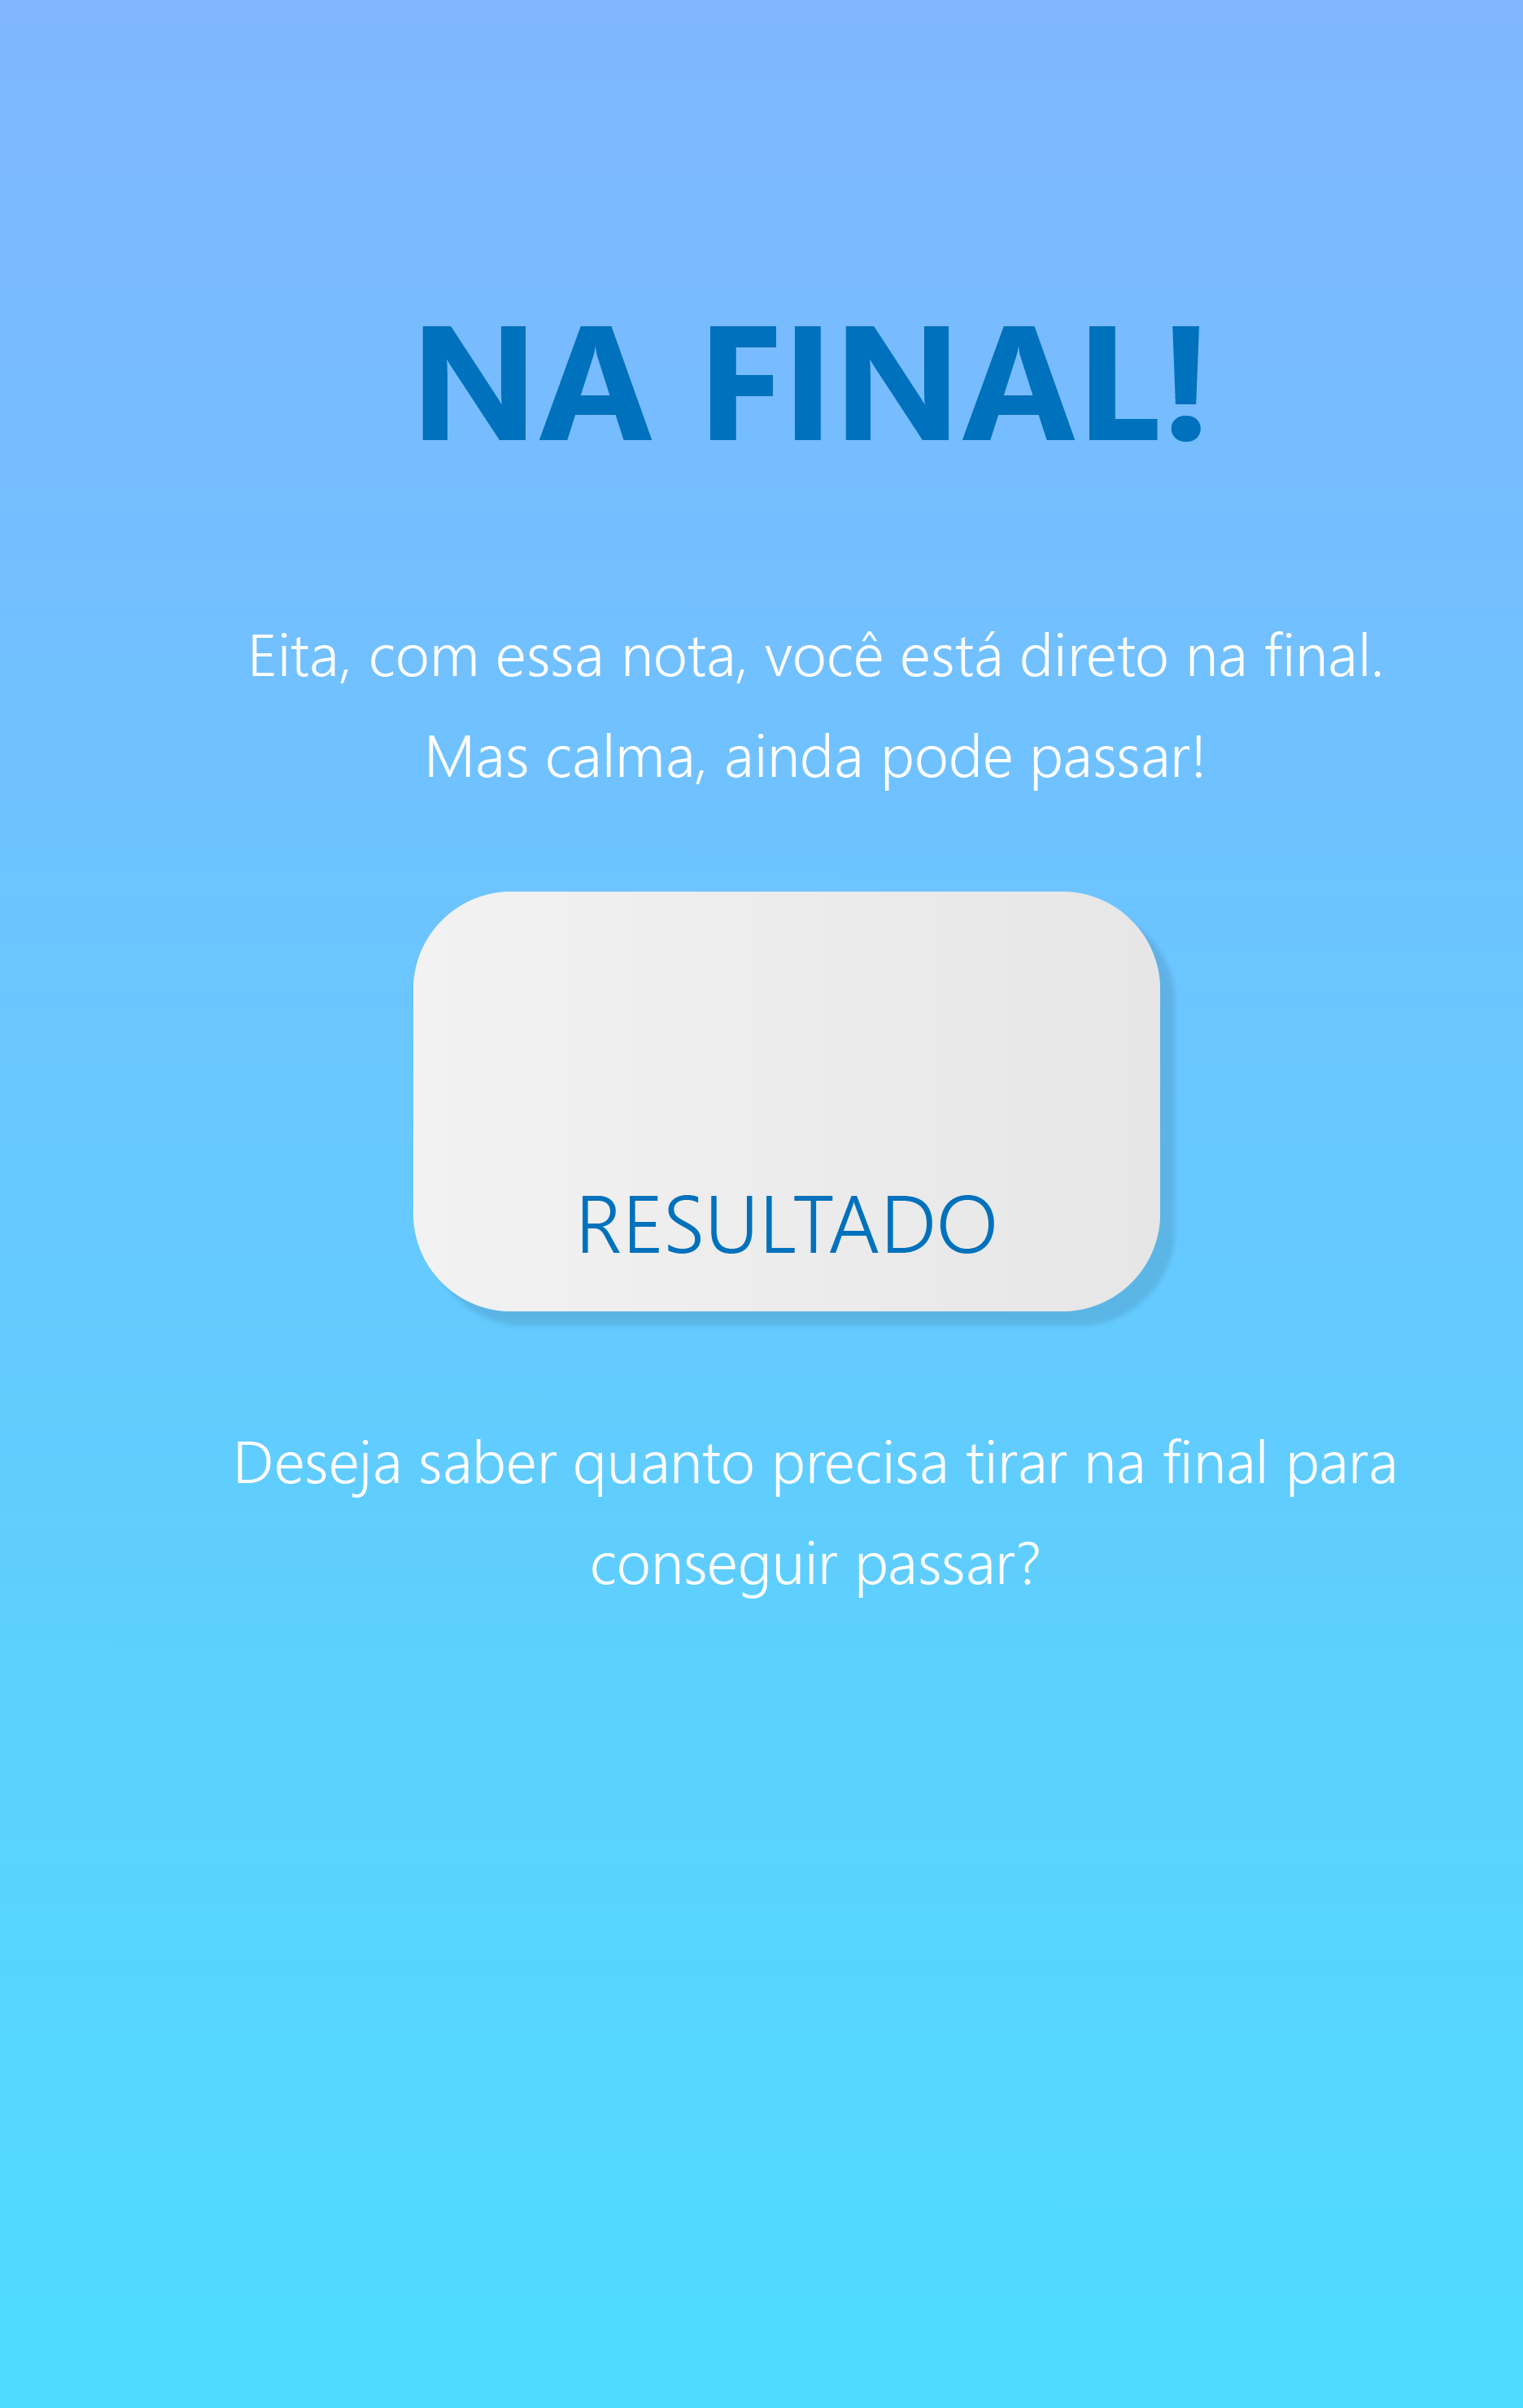 NA FINAL!
Eita, com essa nota, você está direto na final.
Mas calma, ainda pode passar!
RESULTADO
Deseja saber quanto precisa tirar na final para
conseguir passar?